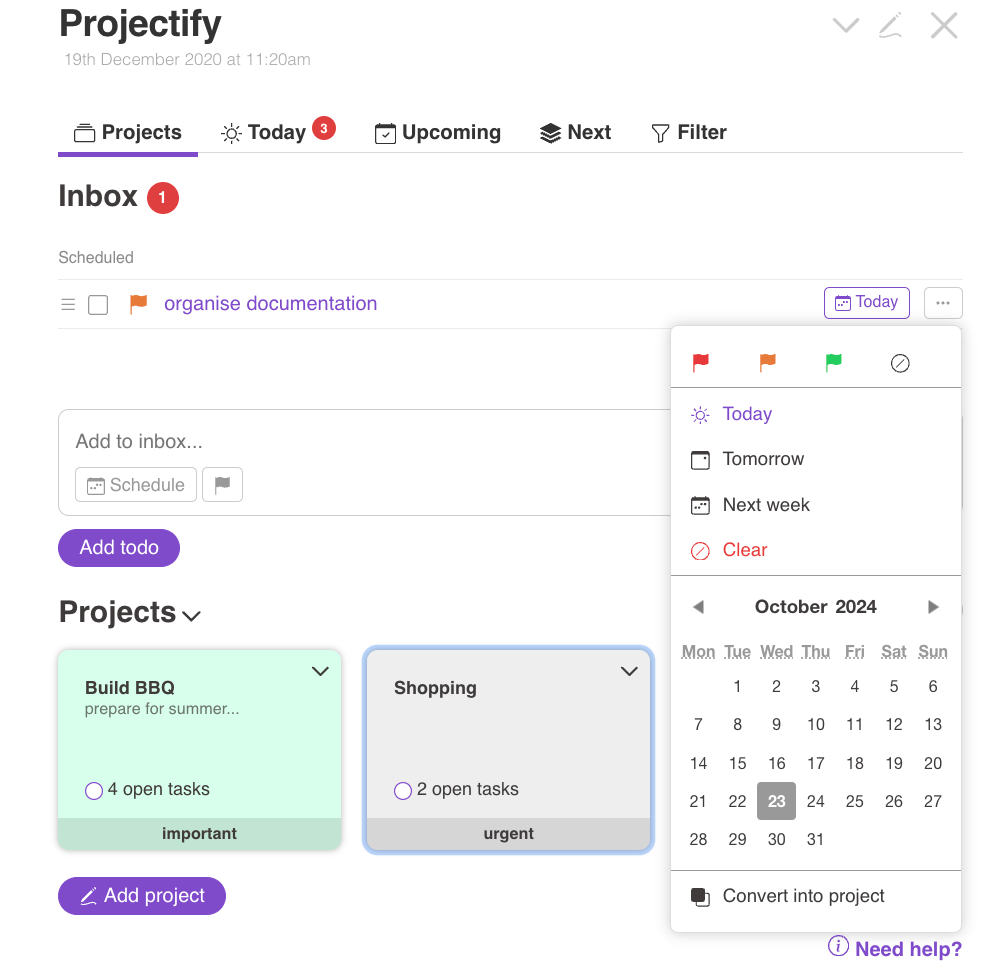 Projectify
19th December 2020 at 11:20am
Projects Today 3 Upcoming Next Filter
Inbox 1
Scheduled
organise documentation Today ...
Today
Tomorrow
Next week
Clear
October 2024
Mon Tue Wed Thu Fri Sat Sun
1 2 3 4 5 6
7 8 9 10 11 12 13
14 15 16 17 18 19 20
21 22 23 24 25 26 27
28 29 30 31
Convert into project
Add to inbox...
Schedule
Add todo
Projects
Build BBQ
prepare for summer...
4 open tasks
important
Shopping
2 open tasks
urgent
Add project
Need help?